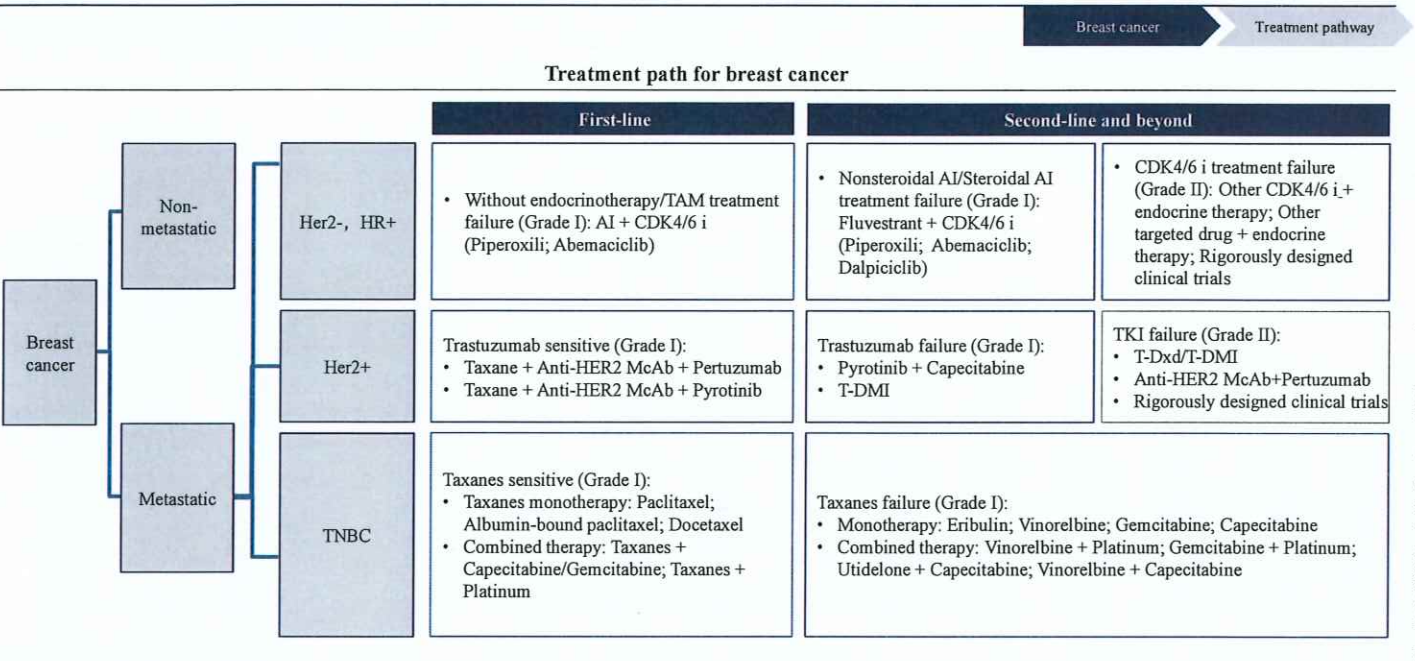 Breast cancer
Treatment pathway
Treatment path for breast cancer
First-line
Second-line and beyond
Non-
metastatic
Her2-, HR+
• Without endocrinotherapy/TAM treatment
failure (Grade I): AI + CDK4/6 i
(Piperoxili; Abemaciclib)
• Nonsteroidal AI/Steroidal AI
treatment failure (Grade I):
Fluvestrant + CDK4/6 i
(Piperoxili; Abemaciclib;
Dalpiciclib)
• CDK4/6 i treatment failure
(Grade II): Other CDK4/6 i +
endocrine therapy; Other
targeted drug + endocrine
therapy; Rigorously designed
clinical trials
Breast
cancer
Her2+
Trastuzumab sensitive (Grade I):
• Taxane + Anti-HER2 McAb + Pertuzumab
• Taxane + Anti-HER2 McAb + Pyrotinib
Trastuzumab failure (Grade I):
• Pyrotinib + Capecitabine
• T-DMI
TKI failure (Grade II):
• T-Dxd/T-DMI
• Anti-HER2 McAb+Pertuzumab
• Rigorously designed clinical trials
Metastatic
TNBC
Taxanes sensitive (Grade I):
• Taxanes monotherapy: Paclitaxel;
Albumin-bound paclitaxel; Docetaxel
• Combined therapy: Taxanes +
Capecitabine/Gemcitabine; Taxanes +
Platinum
Taxanes failure (Grade I):
• Monotherapy: Eribulin; Vinorelbine; Gemcitabine; Capecitabine
• Combined therapy: Vinorelbine + Platinum; Gemcitabine + Platinum;
Utidelone + Capecitabine; Vinorelbine + Capecitabine